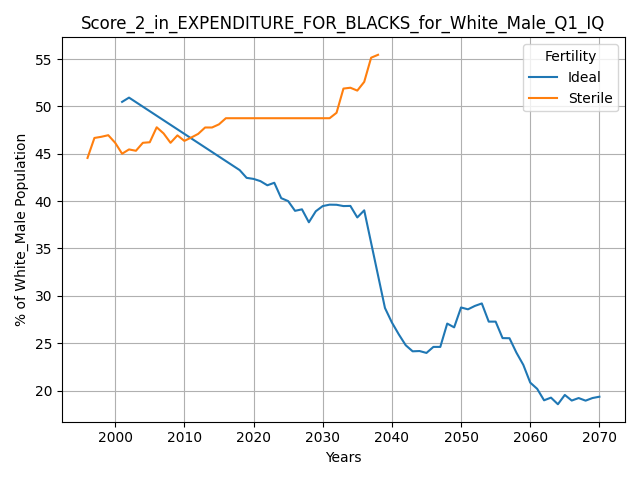 Score_2_in_EXPENDITURE_FOR_BLACKS_for_White_Male_Q1_IQ
Fertility
Ideal
Sterile
% of White_Male Population
55
50
45
40
35
30
25
20
2000 2010 2020 2030 2040 2050 2060 2070
Years